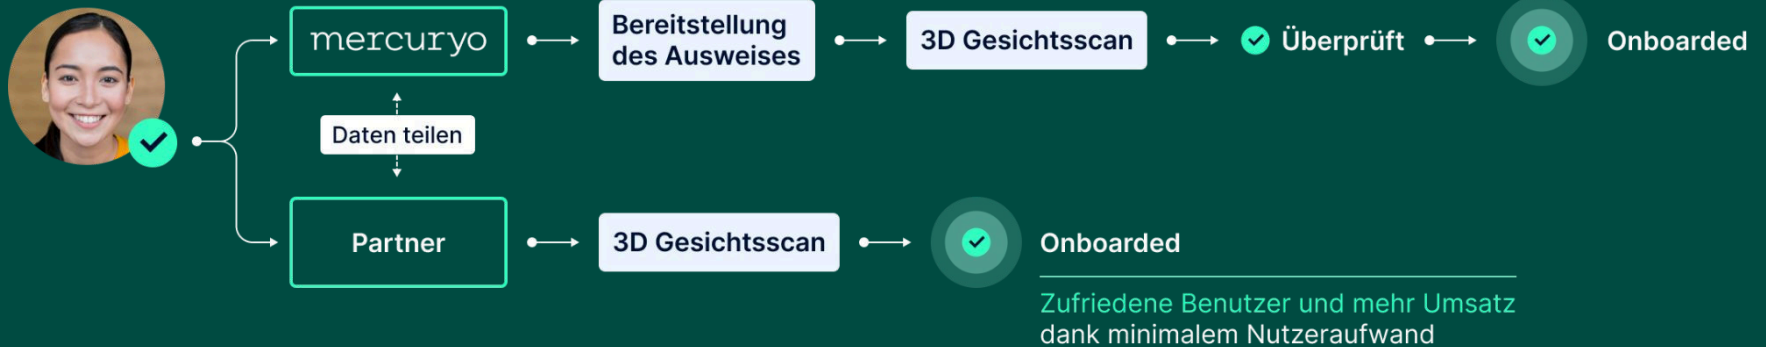 mercuryo
Bereitstellung
des Ausweises
3D Gesichtsscan
Überprüft
Onboarded
Daten teilen
Partner
3D Gesichtsscan
Onboarded
Zufriedene Benutzer und mehr Umsatz
dank minimalem Nutzeraufwand